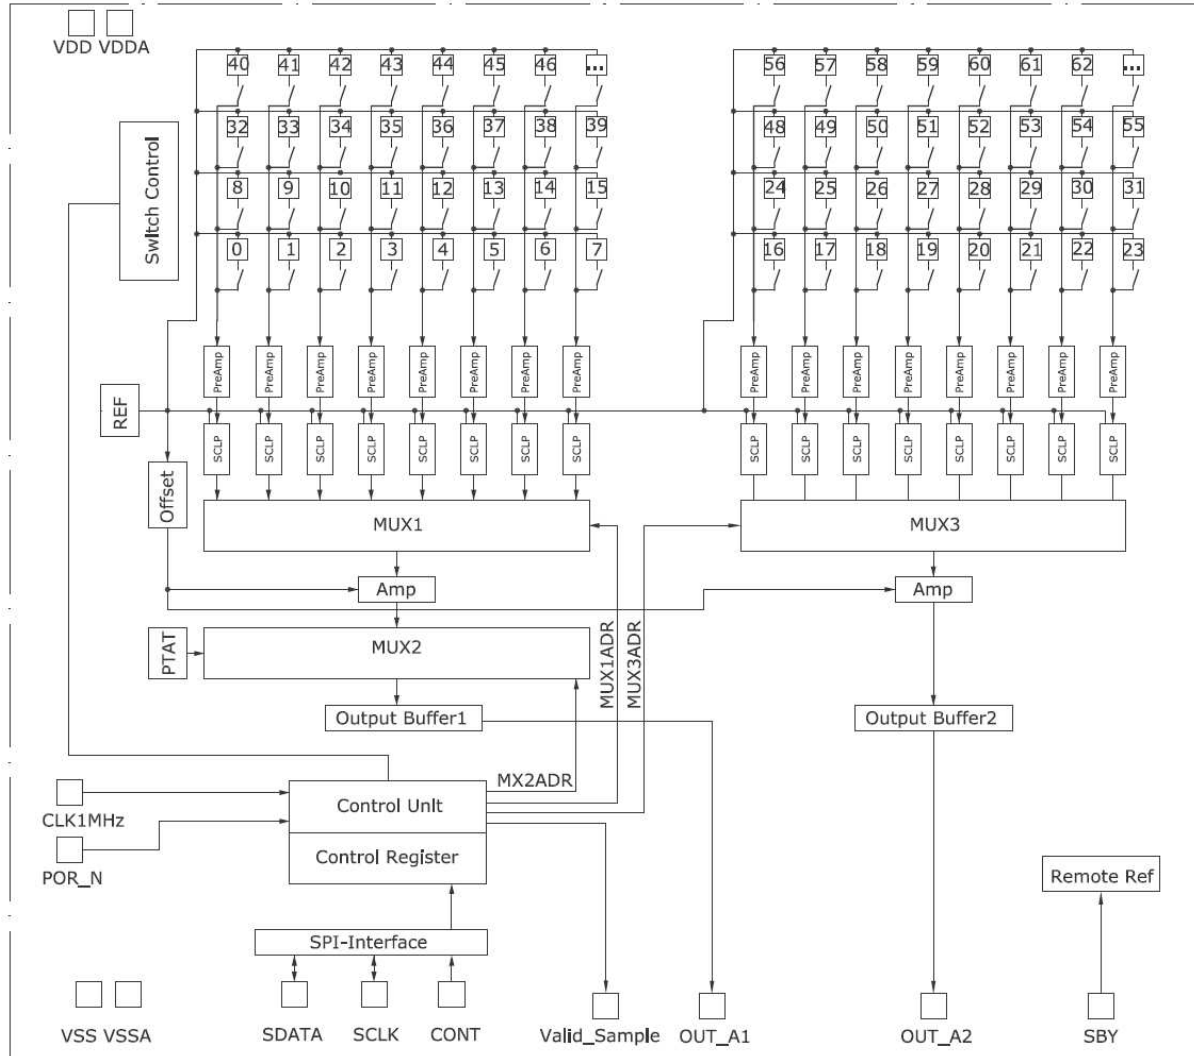 VDD VDDA
40 41 42 43 44 45 46 ... 56 57 58 59 60 61 62 ...
32 33 34 35 36 37 38 39 48 49 50 51 52 53 54 55
Switch Control
8 9 10 11 12 13 14 15 24 25 26 27 28 29 30 31
0 1 2 3 4 5 6 7 16 17 18 19 20 21 22 23
PreAmp PreAmp PreAmp PreAmp PreAmp PreAmp PreAmp PreAmp PreAmp PreAmp PreAmp PreAmp PreAmp PreAmp PreAmp PreAmp
REF
SCLP SCLP SCLP SCLP SCLP SCLP SCLP SCLP SCLP SCLP SCLP SCLP SCLP SCLP SCLP SCLP
Offset
MUX1 MUX3
Amp Amp
PTAT
MUX2
MUX1ADR
MUX3ADR
Output Buffer1 Output Buffer2
MX2ADR
Control Unit
CLK1MHz
Control Register
POR_N
Remote Ref
SPI-Interface
VSS VSSA SDATA SCLK CONT Valid_Sample OUT_A1 OUT_A2 SBY